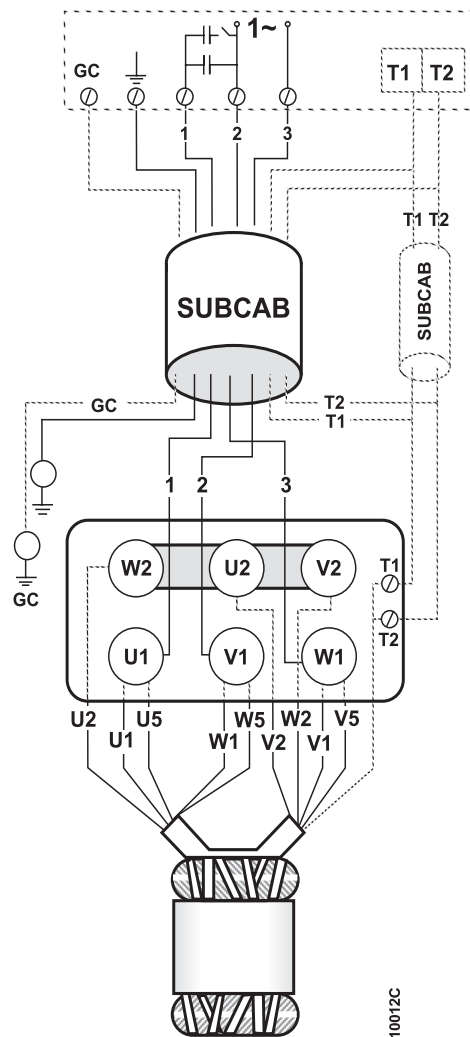 1~
GC
T1 T2
1 2 3
T1 T2
SUBCAB
SUBCAB
GC
T2
T1
1 2 3
W2 U2 V2
T1
T2
GC
U1 V1 W1
U2 U5 W5 W2 V5
U1 W1 V2 V1
10012C